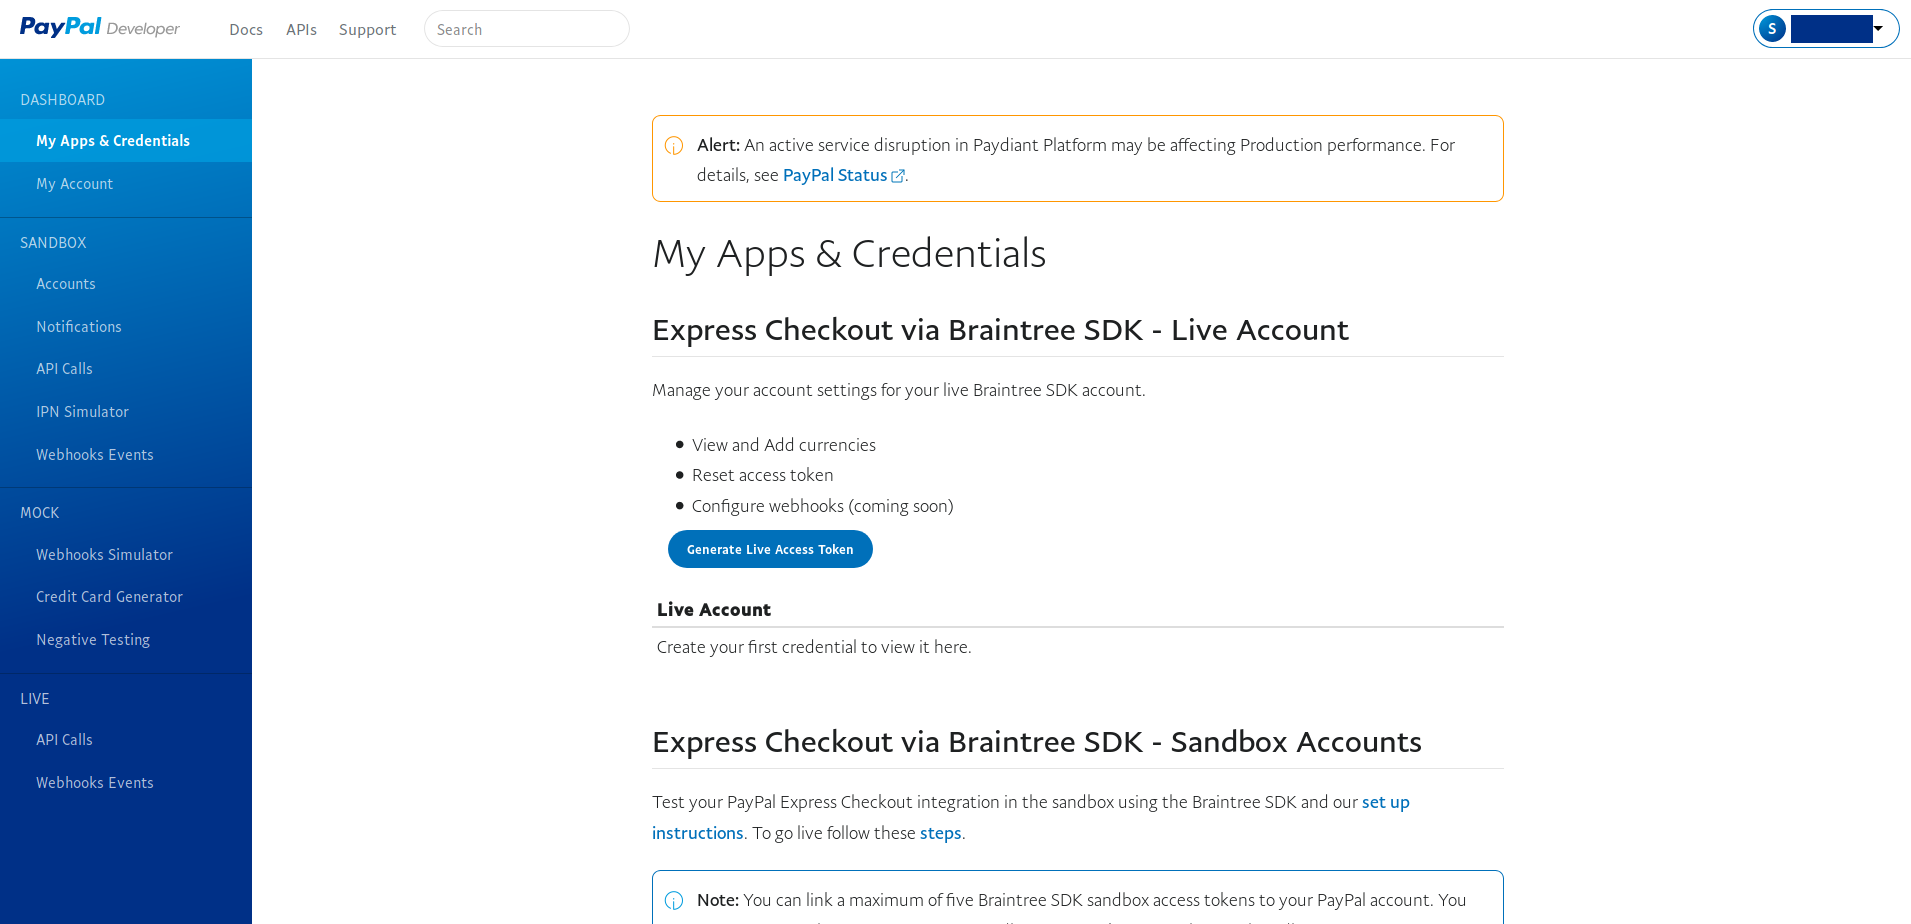 PayPal Developer
Docs APIs Support Search
S
DASHBOARD
My Apps & Credentials
My Account
SANDBOX
Accounts
Notifications
API Calls
IPN Simulator
Webhooks Events
MOCK
Webhooks Simulator
Credit Card Generator
Negative Testing
LIVE
API Calls
Webhooks Events
Alert: An active service disruption in Paydiant Platform may be affecting Production performance. For
details, see PayPal Status.
My Apps & Credentials
Express Checkout via Braintree SDK - Live Account
Manage your account settings for your live Braintree SDK account.
• View and Add currencies
• Reset access token
• Configure webhooks (coming soon)
Generate Live Access Token
Live Account
Create your first credential to view it here.
Express Checkout via Braintree SDK - Sandbox Accounts
Test your PayPal Express Checkout integration in the sandbox using the Braintree SDK and our set up
instructions. To go live follow these steps.
Note: You can link a maximum of five Braintree SDK sandbox access tokens to your PayPal account. You